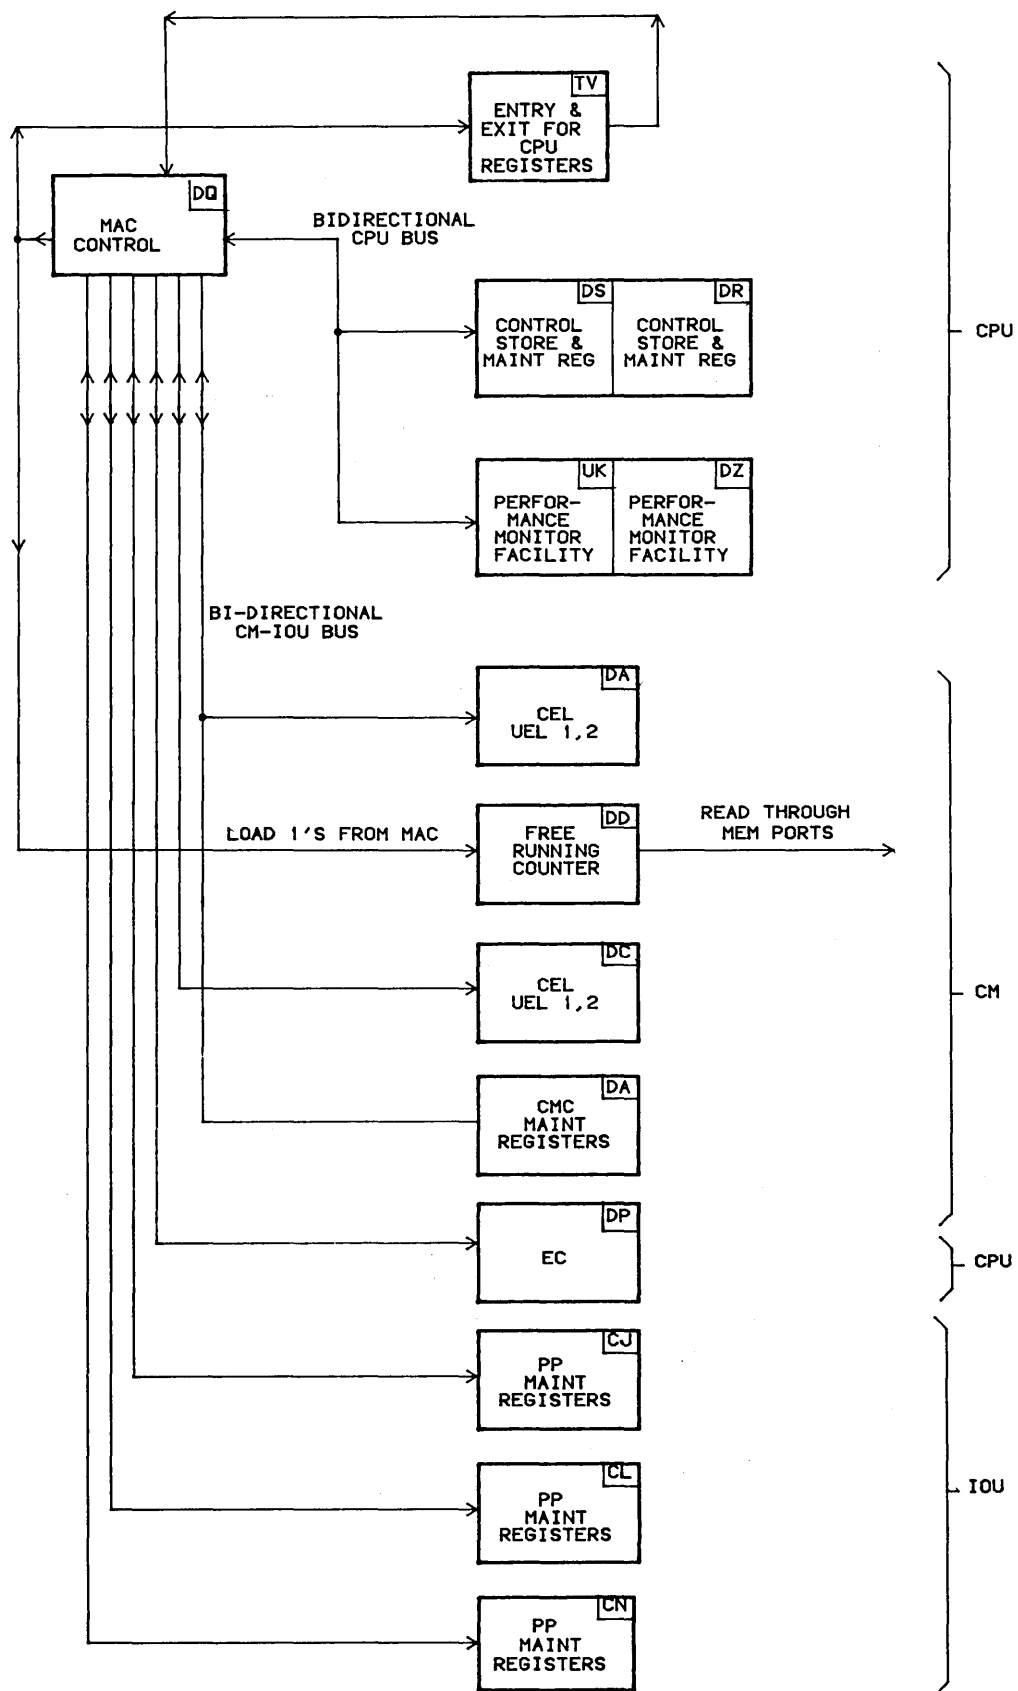 TV
ENTRY &
EXIT FOR
CPU
REGISTERS
DQ
MAC
CONTROL
BIDIRECTIONAL
CPU BUS
DS
CONTROL
STORE &
MAINT REG
DR
CONTROL
STORE &
MAINT REG
CPU
UK
PERFOR-
MANCE
MONITOR
FACILITY
DZ
PERFOR-
MANCE
MONITOR
FACILITY
BI-DIRECTIONAL
CM-IOU BUS
DA
CEL
UEL 1,2
LOAD 1'S FROM MAC
DD
FREE
RUNNING
COUNTER
READ THROUGH
MEM PORTS
DC
CEL
UEL 1,2
CM
DA
CMC
MAINT
REGISTERS
DP
EC
CPU
CJ
PP
MAINT
REGISTERS
CL
PP
MAINT
REGISTERS
IOU
CN
PP
MAINT
REGISTERS